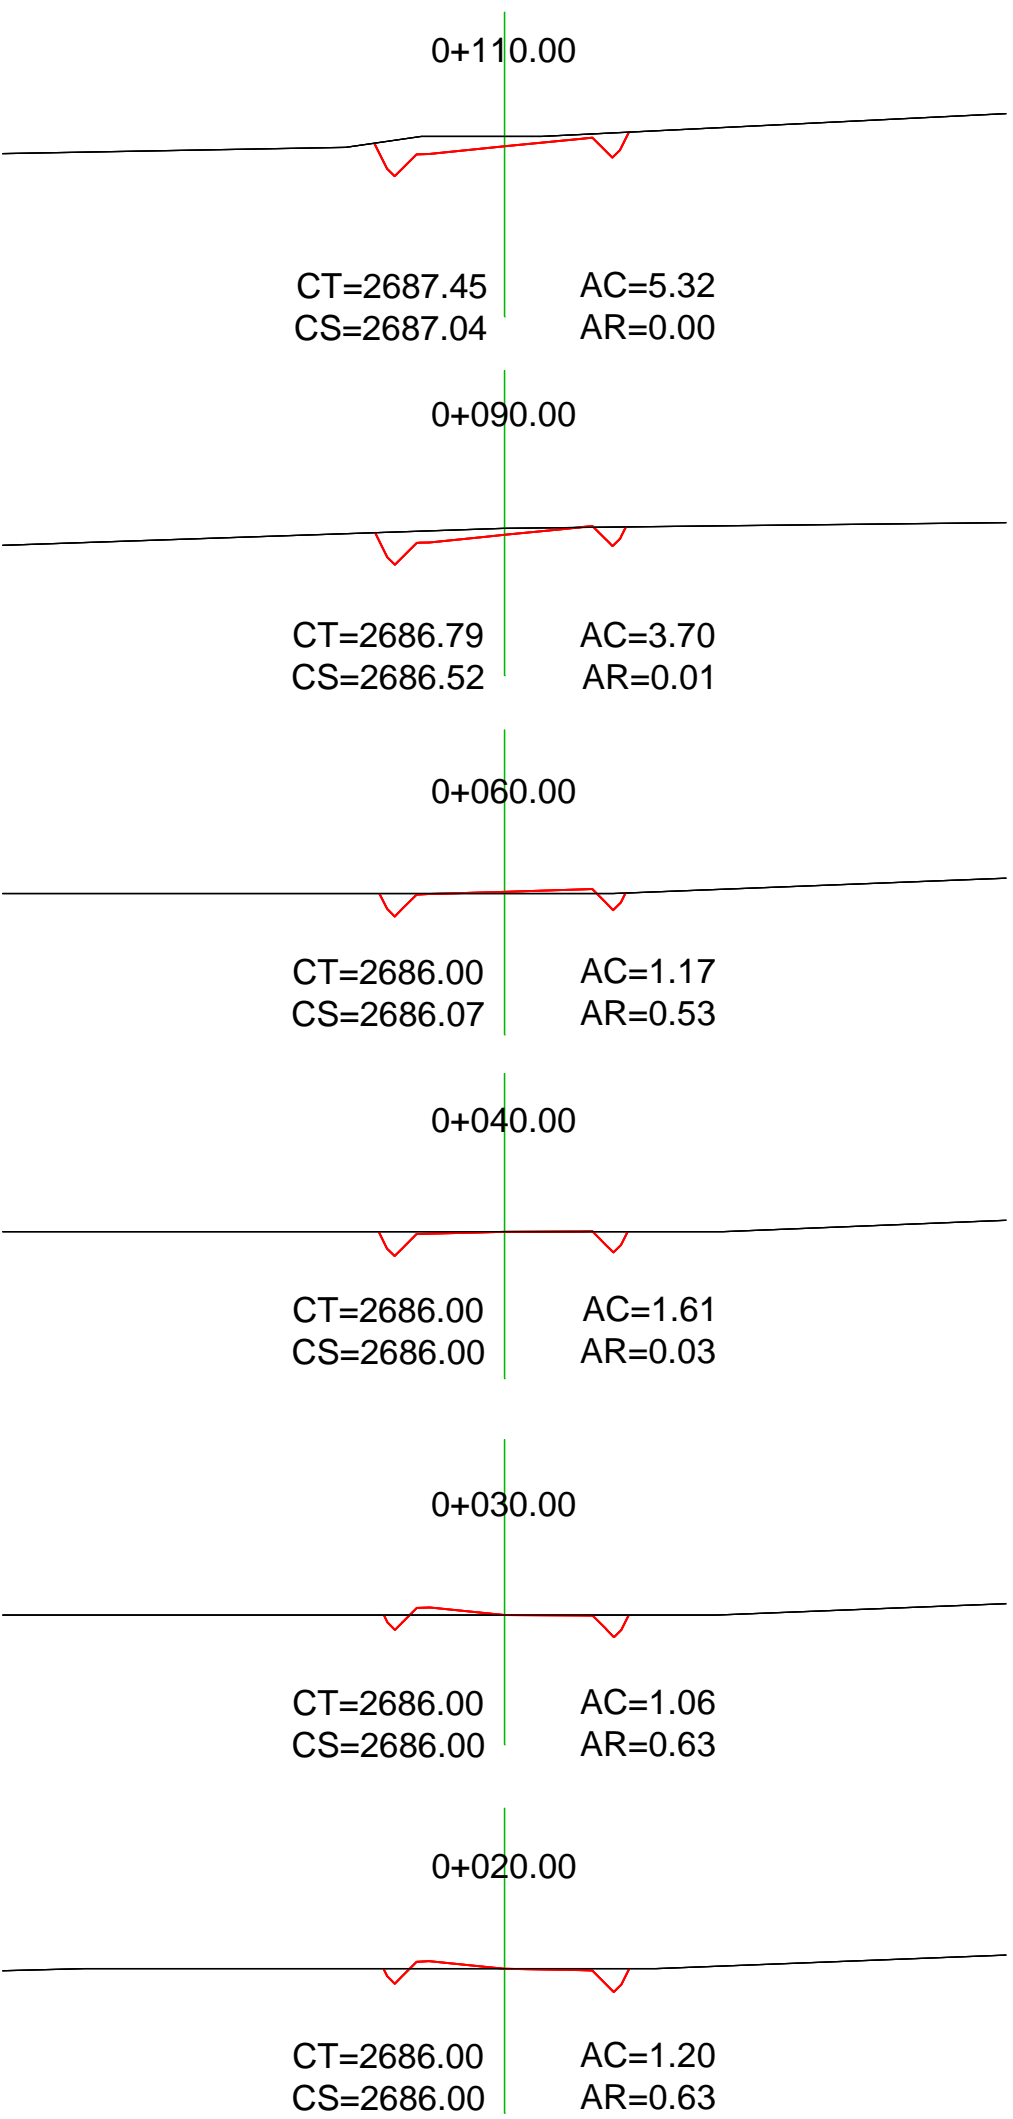 0+110.00
CT=2687.45 AC=5.32
CS=2687.04 AR=0.00
0+090.00
CT=2686.79 AC=3.70
CS=2686.52 AR=0.01
0+060.00
CT=2686.00 AC=1.17
CS=2686.07 AR=0.53
0+040.00
CT=2686.00 AC=1.61
CS=2686.00 AR=0.03
0+030.00
CT=2686.00 AC=1.06
CS=2686.00 AR=0.63
0+020.00
CT=2686.00 AC=1.20
CS=2686.00 AR=0.63